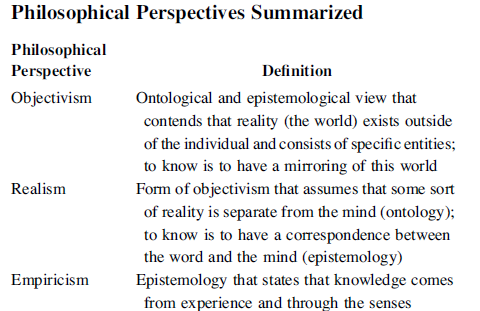 Philosophical Perspectives Summarized
Philosophical
Perspective Definition
Objectivism Ontological and epistemological view that
contends that reality (the world) exists outside
of the individual and consists of specific entities;
to know is to have a mirroring of this world
Realism Form of objectivism that assumes that some sort
of reality is separate from the mind (ontology);
to know is to have a correspondence between
the word and the mind (epistemology)
Empiricism Epistemology that states that knowledge comes
from experience and through the senses